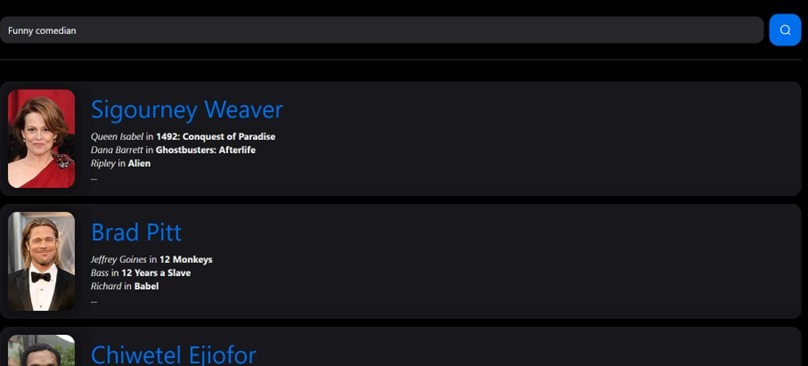 Funny comedian
Sigourney Weaver
Queen Isabel in 1492: Conquest of Paradise
Dana Barrett in Ghostbusters: Afterlife
Ripley in Alien
...
Brad Pitt
Jeffrey Goines in 12 Monkeys
Bass in 12 Years a Slave
Richard in Babel
...
Chiwetel Ejiofor